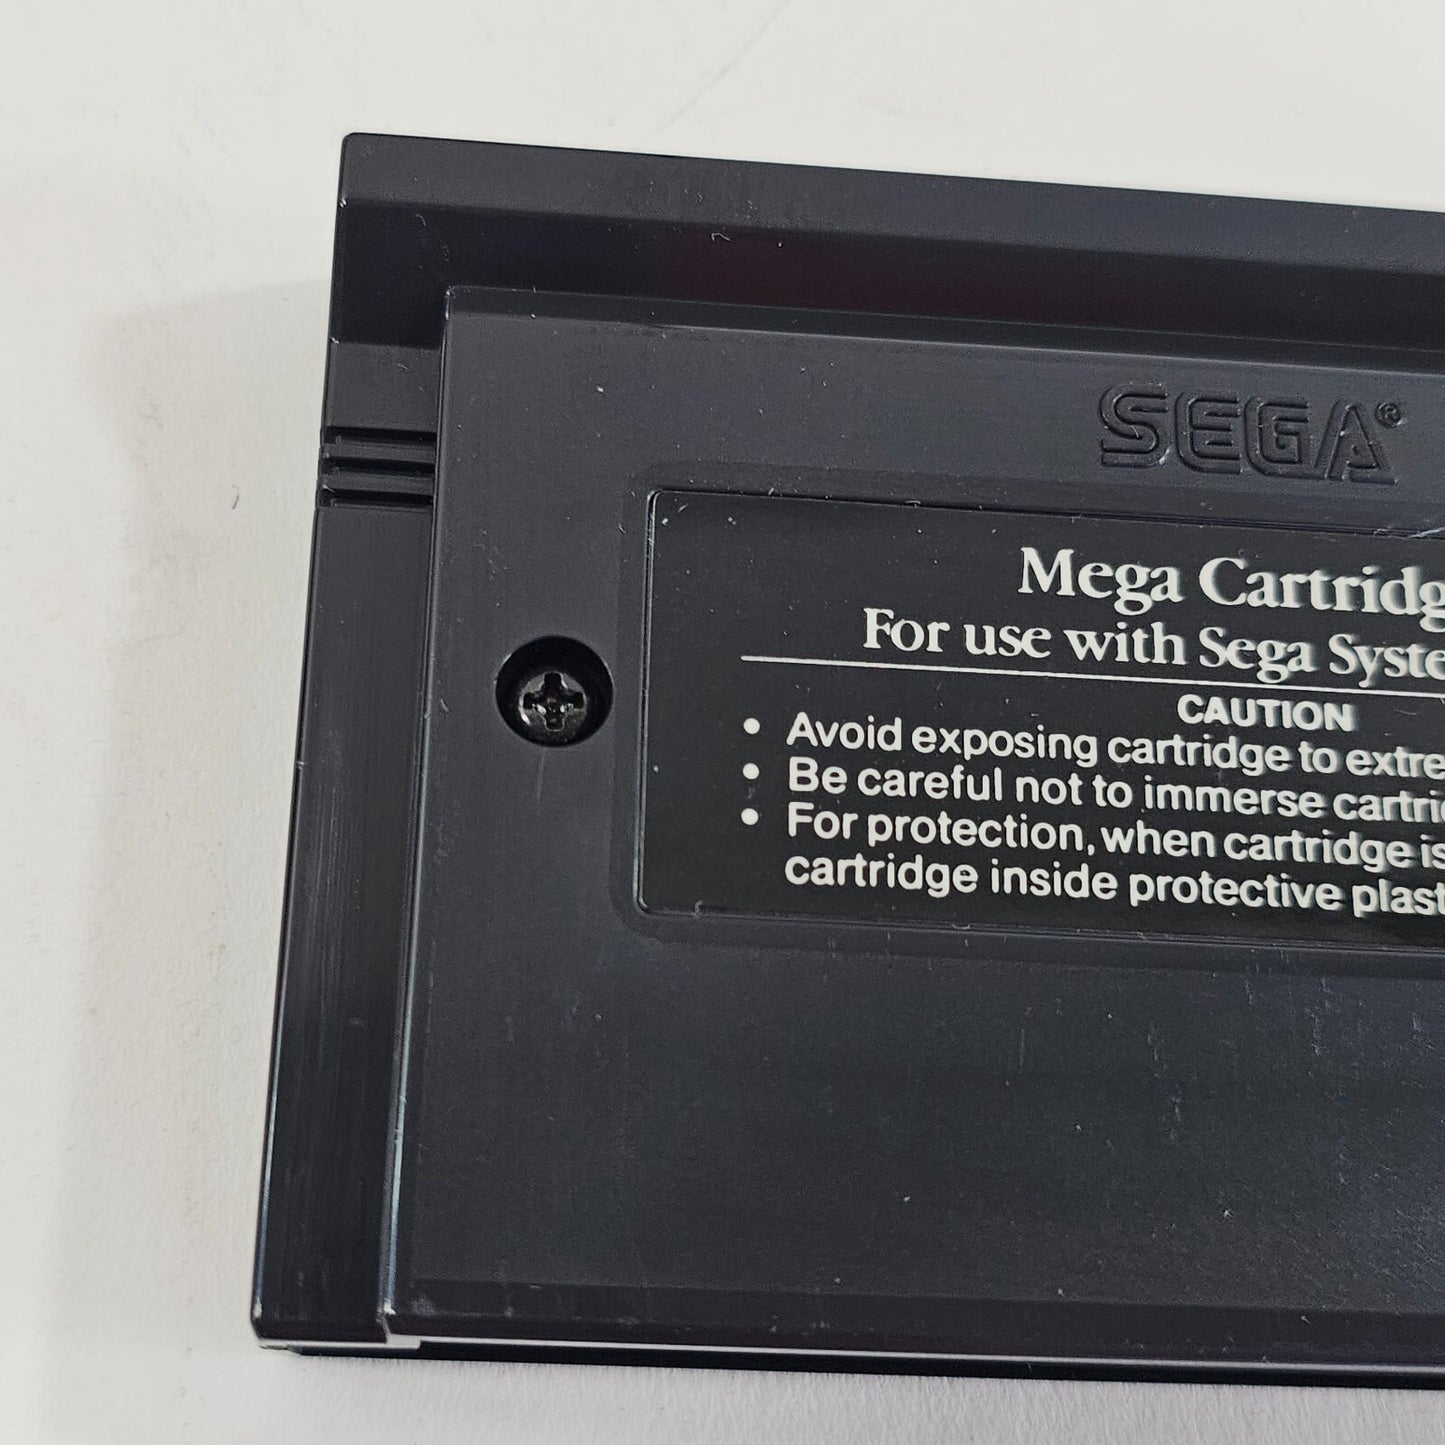 SEGA®
Mega Cartridg
For use with Sega Syste
CAUTION
• Avoid exposing cartridge to extre
• Be careful not to immerse cartri
• For protection, when cartridge is
cartridge inside protective plast